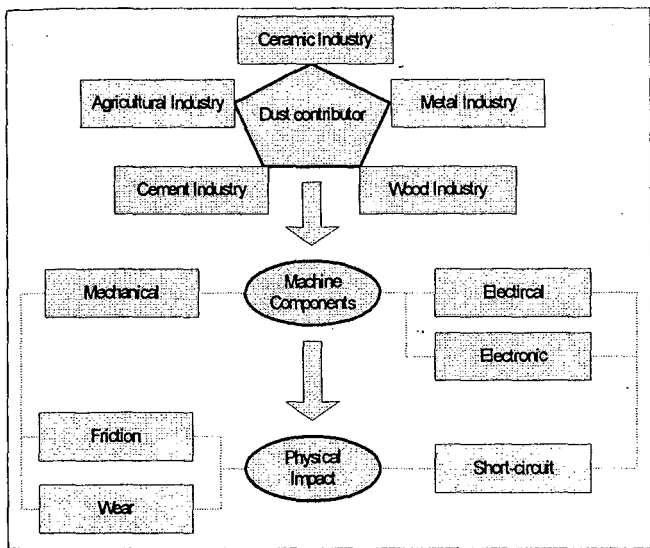 Ceramic Industry
Agricultural Industry
Dust contributor
Metal Industry
Cement Industry
Wood Industry
Mechanical
Machine
Components
Electircal
Electronic
Friction
Physical
Impact
Short-circuit
Wear